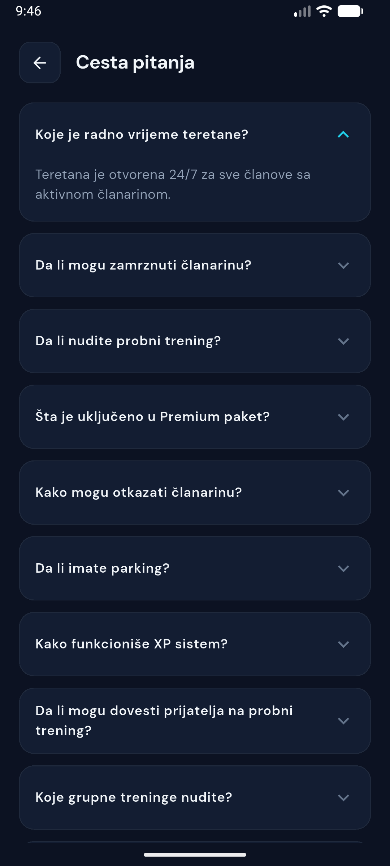 9:46
Cesta pitanja
Koje je radno vrijeme teretane?
Teretana je otvorena 24/7 za sve članove sa
aktivnom članarinom.
Da li mogu zamrznuti članarinu?
Da li nudite probni trening?
Šta je uključeno u Premium paket?
Kako mogu otkazati članarinu?
Da li imate parking?
Kako funkcioniše XP sistem?
Da li mogu dovesti prijatelja na probni
trening?
Koje grupne treninge nudite?